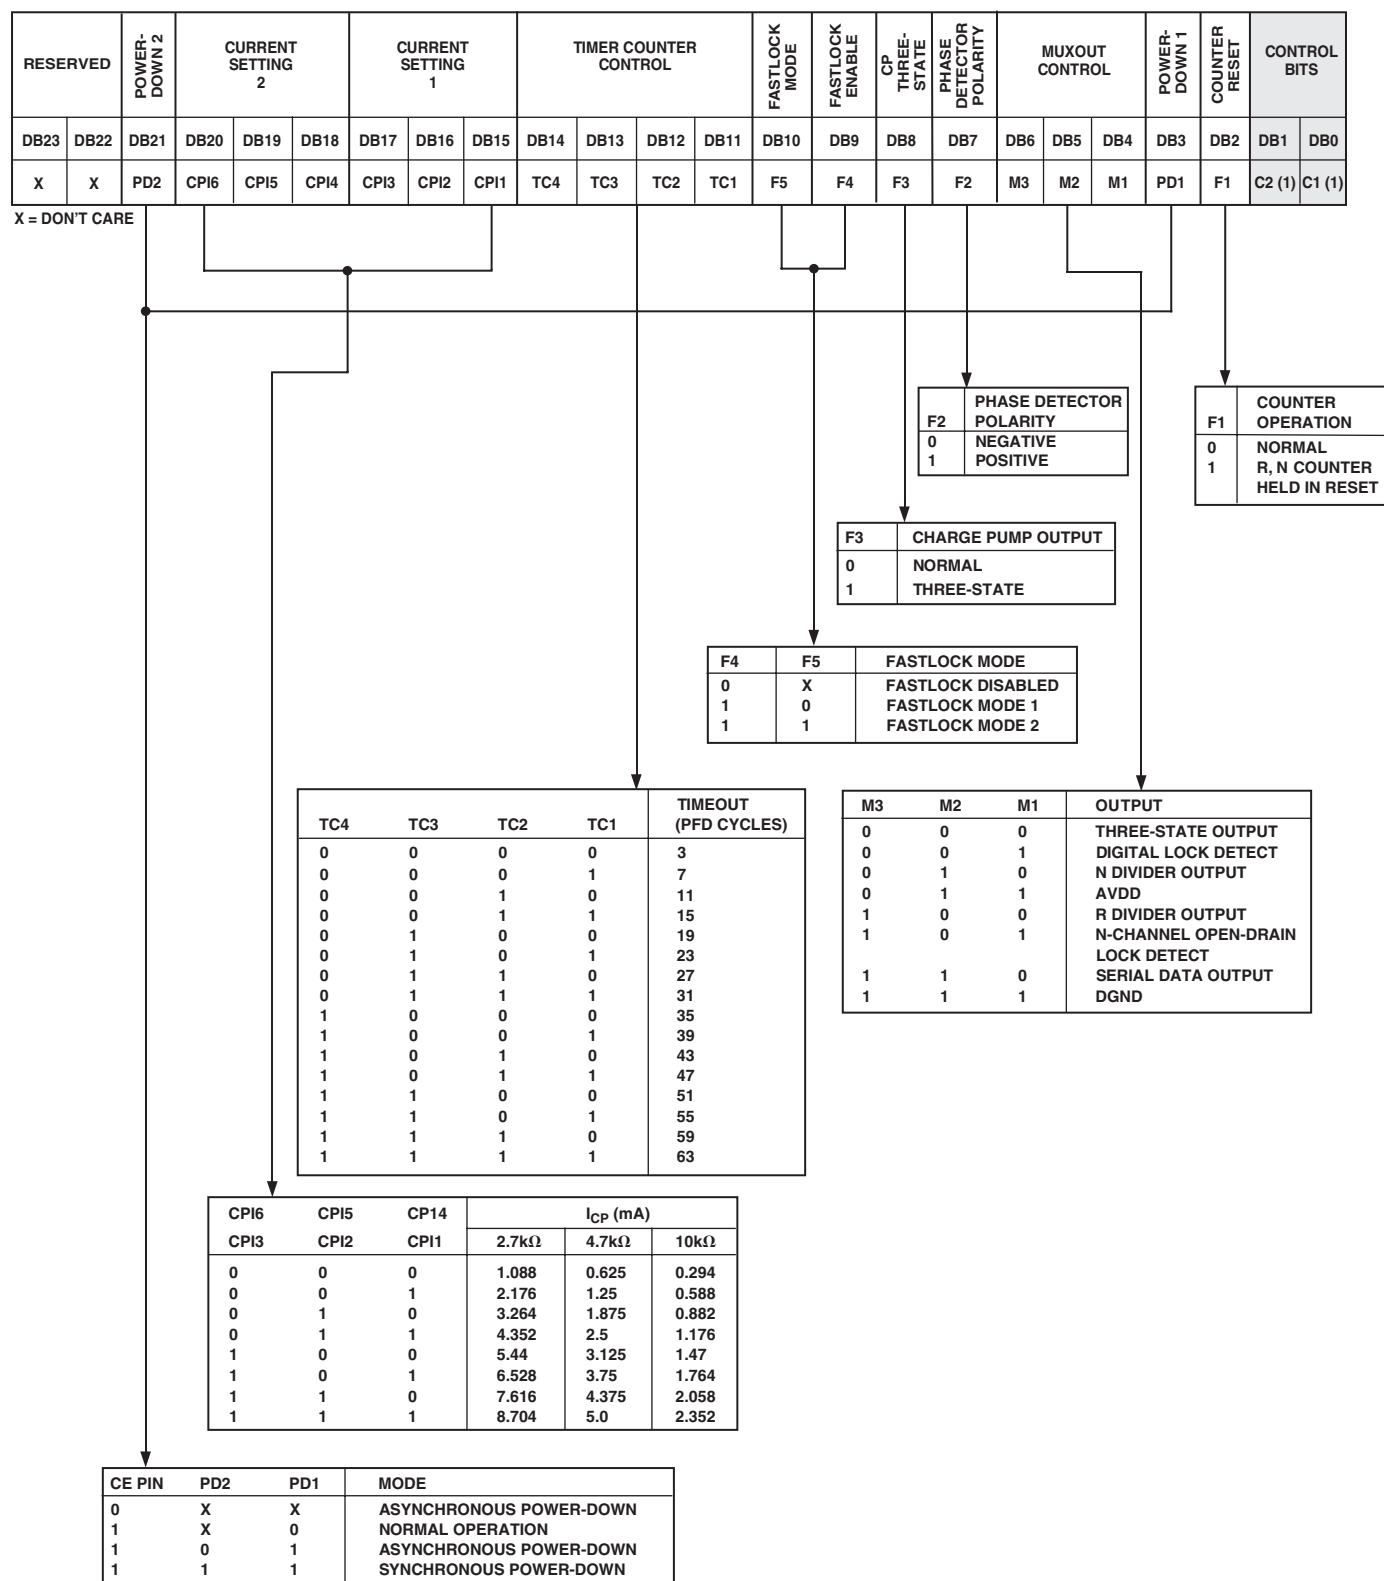 RESERVED
POWER-
DOWN 2
CURRENT
SETTING
2
CURRENT
SETTING
1
TIMER COUNTER
CONTROL
FASTLOCK
MODE
FASTLOCK
ENABLE
CP
THREE-
STATE
PHASE
DETECTOR
POLARITY
MUXOUT
CONTROL
POWER-
DOWN 1
COUNTER
RESET
CONTROL
BITS
DB23 DB22 DB21 DB20 DB19 DB18 DB17 DB16 DB15 DB14 DB13 DB12 DB11 DB10 DB9 DB8 DB7 DB6 DB5 DB4 DB3 DB2 DB1 DB0
X X PD2 CPI6 CPI5 CPI4 CPI3 CPI2 CPI1 TC4 TC3 TC2 TC1 F5 F4 F3 F2 M3 M2 M1 PD1 F1 C2 (1) C1 (1)
X = DON'T CARE
PHASE DETECTOR
F2 POLARITY
0 NEGATIVE
1 POSITIVE
COUNTER
F1 OPERATION
0 NORMAL
1 R, N COUNTER
HELD IN RESET
F3 CHARGE PUMP OUTPUT
0 NORMAL
1 THREE-STATE
F4 F5 FASTLOCK MODE
0 X FASTLOCK DISABLED
1 0 FASTLOCK MODE 1
1 1 FASTLOCK MODE 2
TIMEOUT
TC4 TC3 TC2 TC1 (PFD CYCLES)
0 0 0 0 3
0 0 0 1 7
0 0 1 0 11
0 0 1 1 15
0 1 0 0 19
0 1 0 1 23
0 1 1 0 27
0 1 1 1 31
1 0 0 0 35
1 0 0 1 39
1 0 1 0 43
1 0 1 1 47
1 1 0 0 51
1 1 0 1 55
1 1 1 0 59
1 1 1 1 63
M3 M2 M1 OUTPUT
0 0 0 THREE-STATE OUTPUT
0 0 1 DIGITAL LOCK DETECT
0 1 0 N DIVIDER OUTPUT
0 1 1 AVDD
1 0 0 R DIVIDER OUTPUT
1 0 1 N-CHANNEL OPEN-DRAIN
LOCK DETECT
1 1 0 SERIAL DATA OUTPUT
1 1 1 DGND
CPI6 CPI5 CP14 ICP (mA)
CPI3 CPI2 CPI1 2.7kΩ 4.7kΩ 10kΩ
0 0 0 1.088 0.625 0.294
0 0 1 2.176 1.25 0.588
0 1 0 3.264 1.875 0.882
0 1 1 4.352 2.5 1.176
1 0 0 5.44 3.125 1.47
1 0 1 6.528 3.75 1.764
1 1 0 7.616 4.375 2.058
1 1 1 8.704 5.0 2.352
CE PIN PD2 PD1 MODE
0 X X ASYNCHRONOUS POWER-DOWN
1 X 0 NORMAL OPERATION
1 0 1 ASYNCHRONOUS POWER-DOWN
1 1 1 SYNCHRONOUS POWER-DOWN